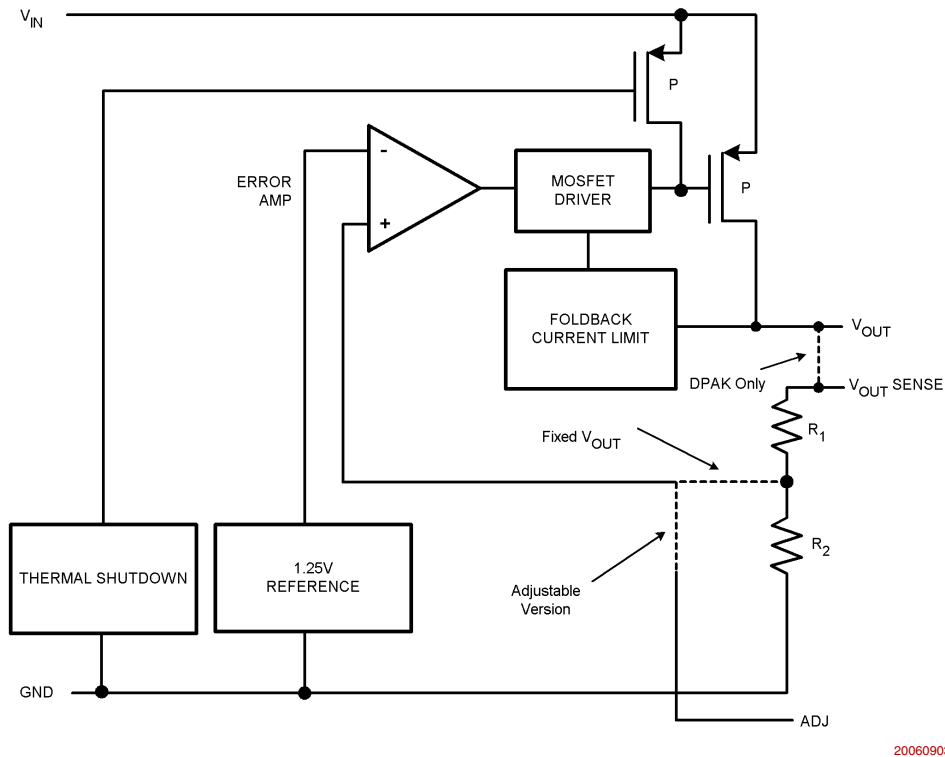 VIN
P
ERROR
AMP
-
+
MOSFET
DRIVER
P
FOLDBACK
CURRENT LIMIT
VOUT
DPAK Only
VOUT SENSE
Fixed VOUT
R1
R2
THERMAL SHUTDOWN
1.25V
REFERENCE
Adjustable
Version
GND
ADJ